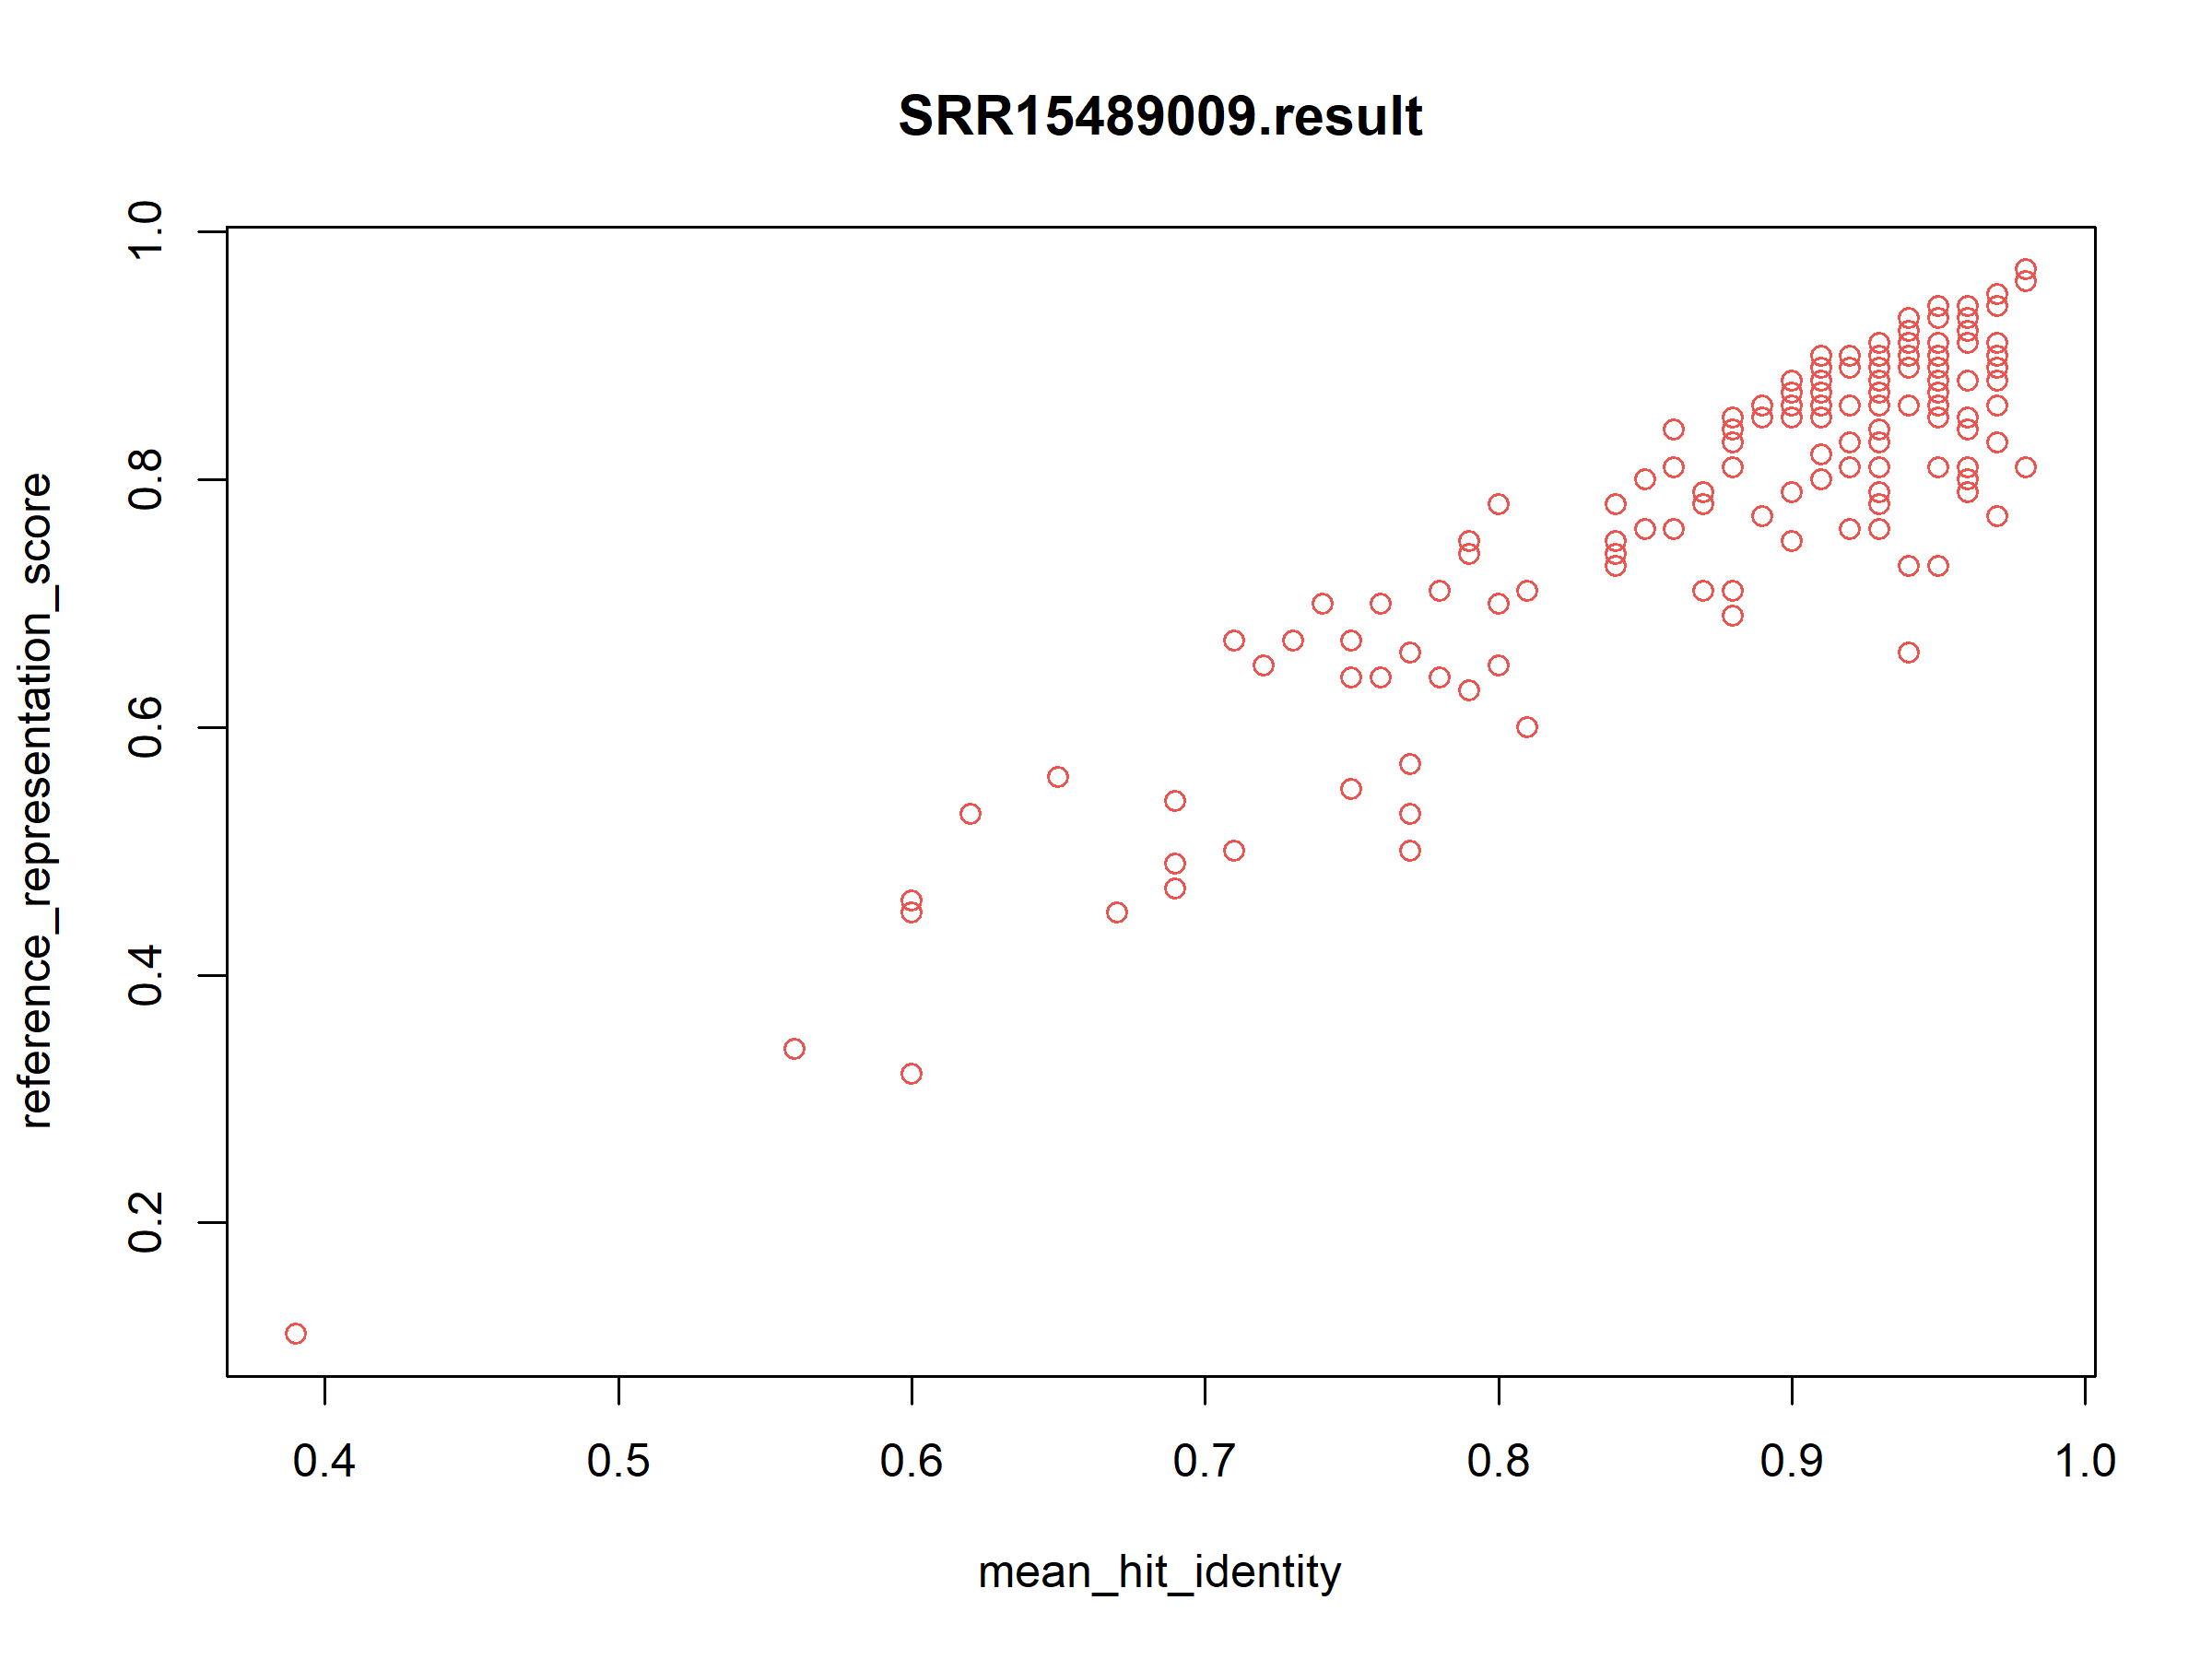 SRR15489009.result
reference_representation_score
1.0
0.8
0.6
0.4
0.2
0.4 0.5 0.6 0.7 0.8 0.9 1.0
mean_hit_identity